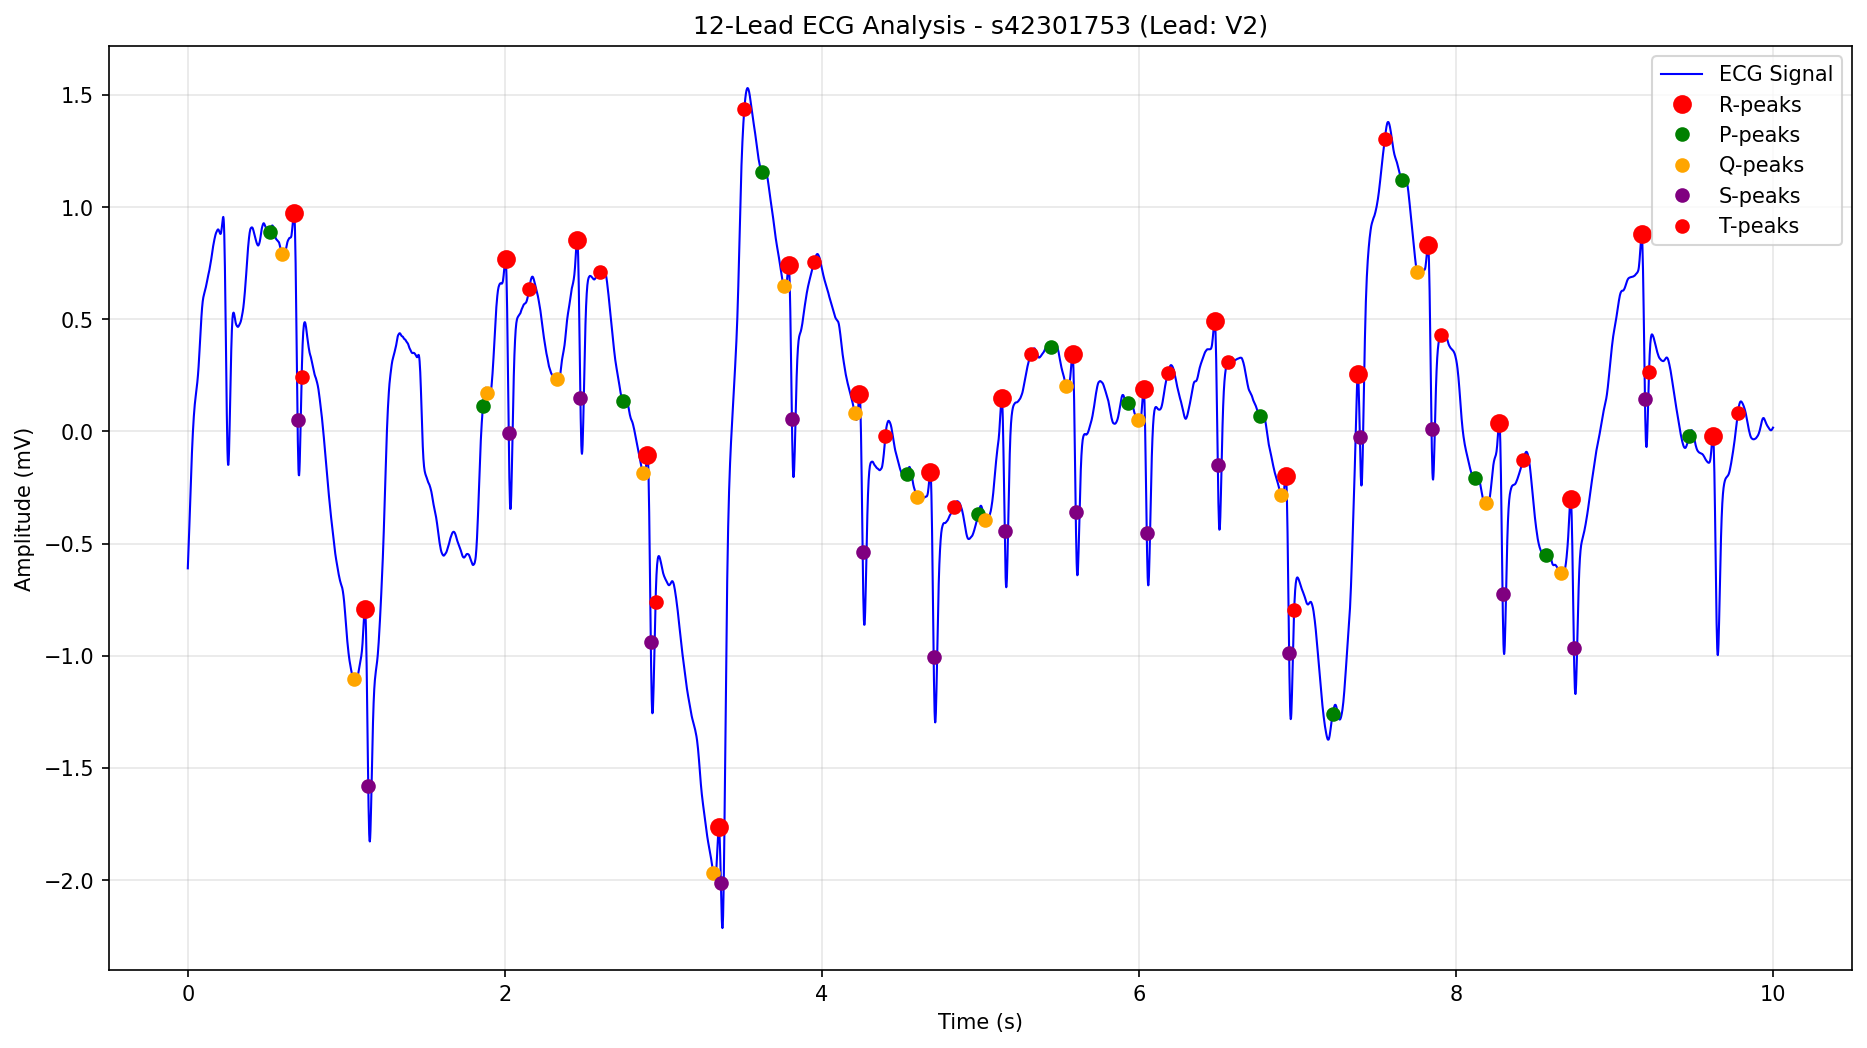 12-Lead ECG Analysis - s42301753 (Lead: V2)
ECG Signal
R-peaks
P-peaks
Q-peaks
S-peaks
T-peaks
1.5
1.0
0.5
0.0
−0.5
−1.0
−1.5
−2.0
Amplitude (mV)
0 2 4 6 8 10
Time (s)